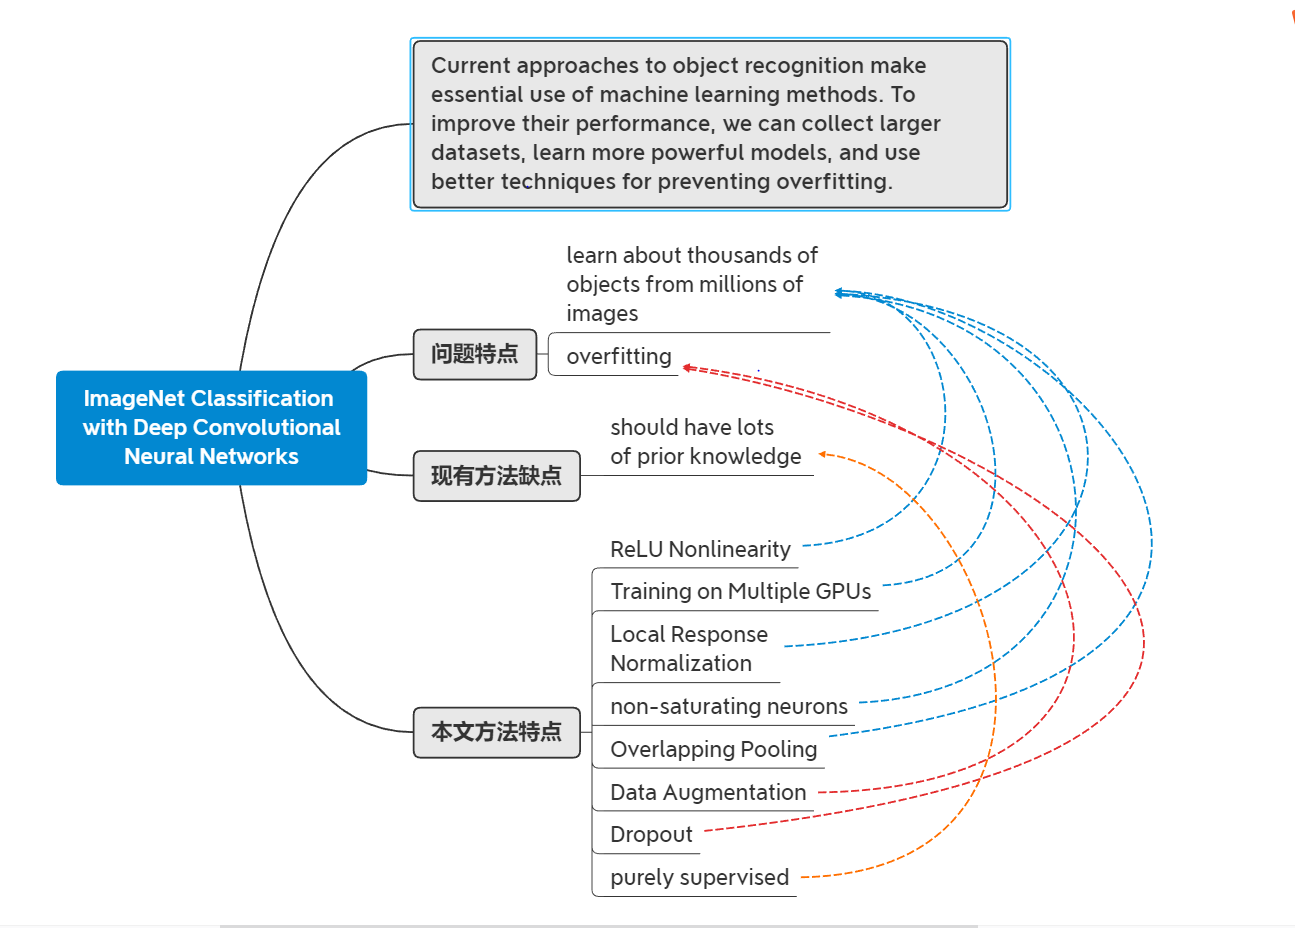 Current approaches to object recognition make
essential use of machine learning methods. To
improve their performance, we can collect larger
datasets, learn more powerful models, and use
better techniques for preventing overfitting.
learn about thousands of
objects from millions of
images
问题特点
overfitting
ImageNet Classification
with Deep Convolutional
Neural Networks
should have lots
of prior knowledge
现有方法缺点
ReLU Nonlinearity
Training on Multiple GPUs
Local Response
Normalization
non-saturating neurons
本文方法特点
Overlapping Pooling
Data Augmentation
Dropout
purely supervised